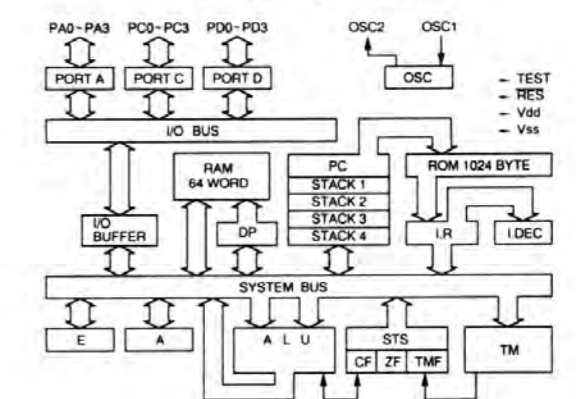 PA0~PA3 PC0~PC3 PD0~PD3 OSC2 OSC1
PORT A PORT C PORT D OSC
TEST
RES
Vdd
Vss
I/O BUS
RAM
64 WORD
PC
STACK 1
STACK 2
STACK 3
STACK 4
ROM 1024 BYTE
I/O
BUFFER
DP
I.R
I.DEC
SYSTEM BUS
E A A L U STS TM
CF ZF TMF